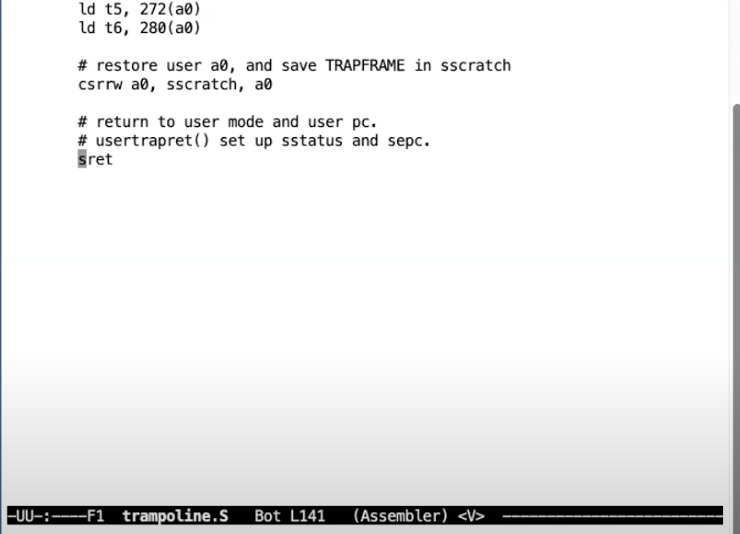 ld t5, 272(a0)
ld t6, 280(a0)
# restore user a0, and save TRAPFRAME in sscratch
csrrw a0, sscratch, a0
# return to user mode and user pc.
# usertrapret() set up sstatus and sepc.
sret
-UU-:----F1  trampoline.S   Bot L141   (Assembler) <V> ---------------------------